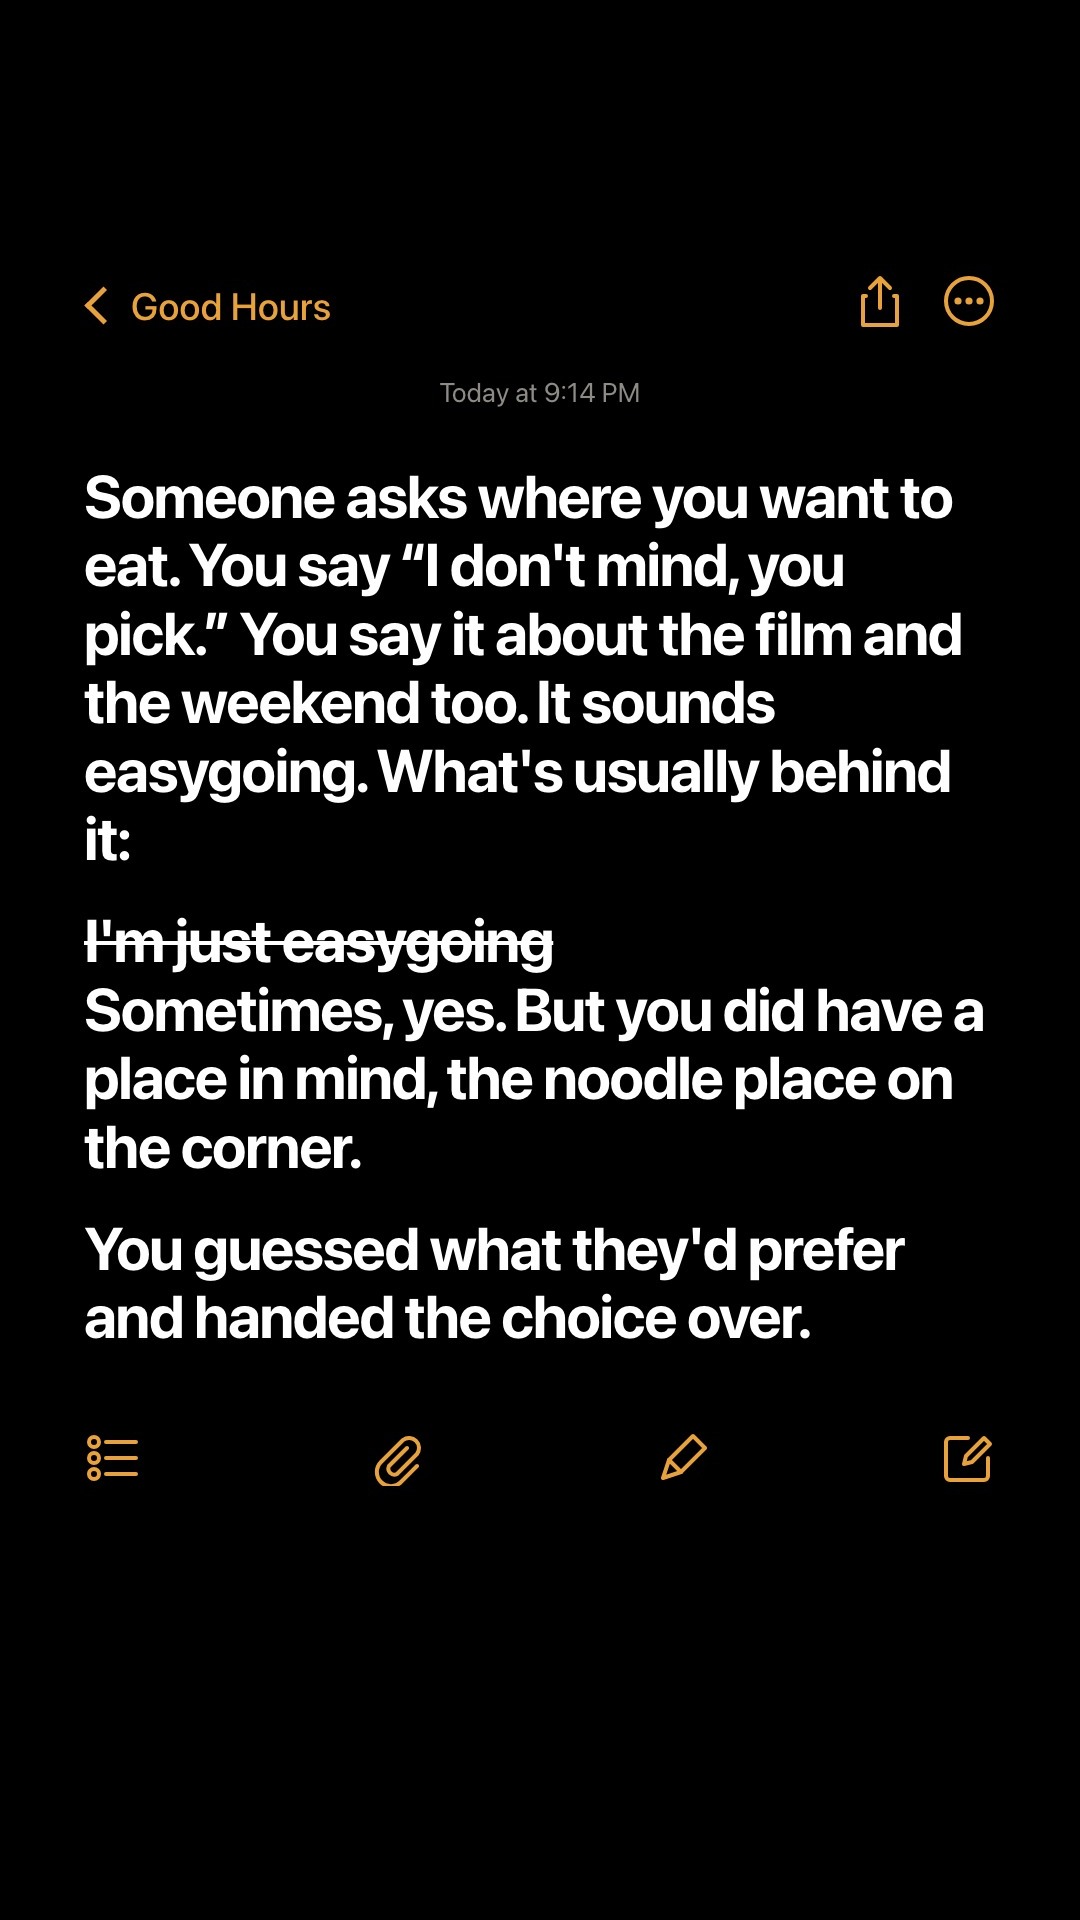 Good Hours
Today at 9:14 PM
Someone asks where you want to
eat. You say “I don't mind, you
pick.” You say it about the film and
the weekend too. It sounds
easygoing. What's usually behind
it:
I'm just easygoing
Sometimes, yes. But you did have a
place in mind, the noodle place on
the corner.
You guessed what they'd prefer
and handed the choice over.